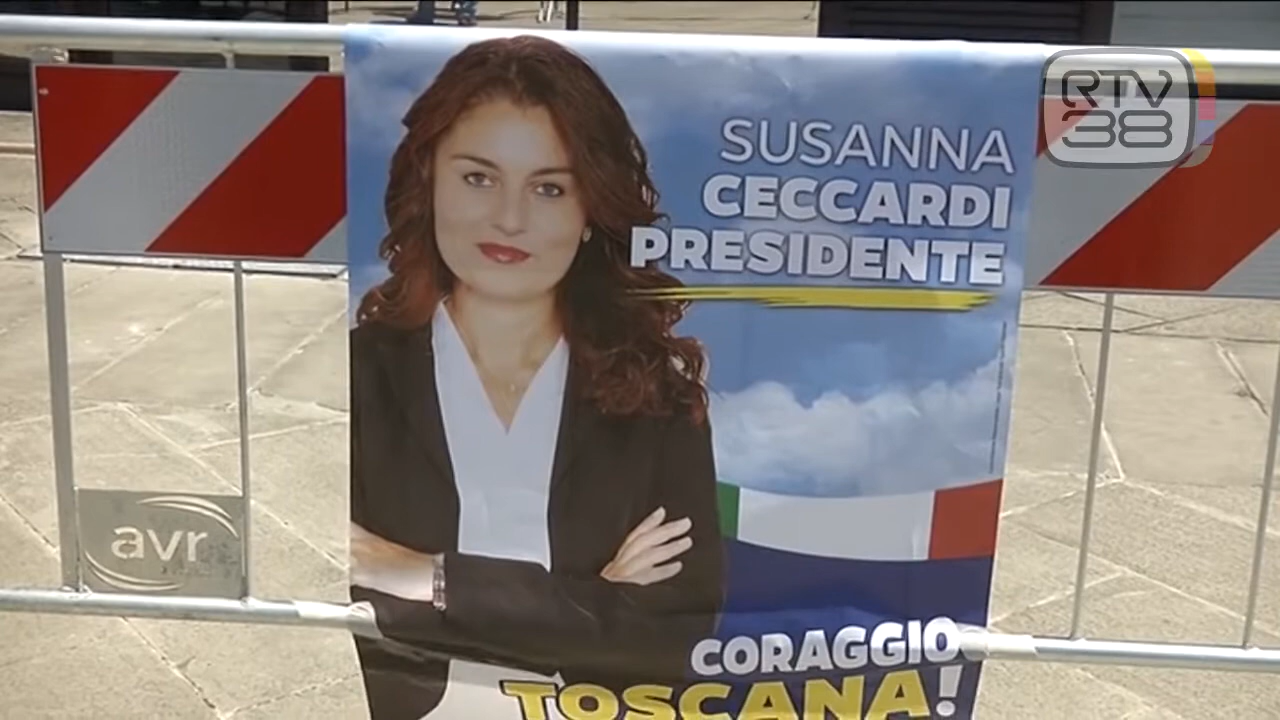 RTV
38
SUSANNA
CECCARDI
PRESIDENTE
avr
CORAGGIO
TOSCANA!